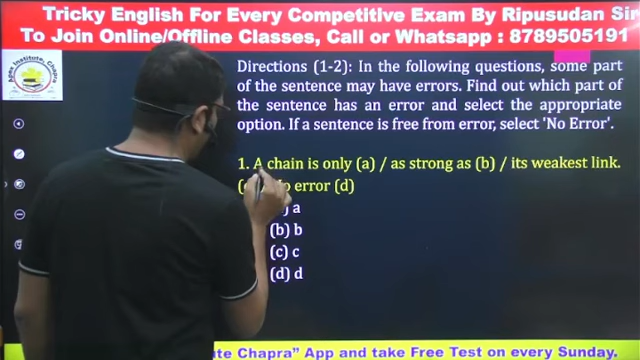 Tricky English For Every Competitive Exam By Ripusudan Sir
To Join Online/Offline Classes, Call or Whatsapp : 8789505191
Apex Institute, Chapra
Directions (1-2): In the following questions, some part
of the sentence may have errors. Find out which part of
the sentence has an error and select the appropriate
option. If a sentence is free from error, select 'No Error'.
1. A chain is only (a) / as strong as (b) / its weakest link.
error (d)
a
(b) b
(c) c
(d) d
Chapra" App and take Free Test on every Sunday.